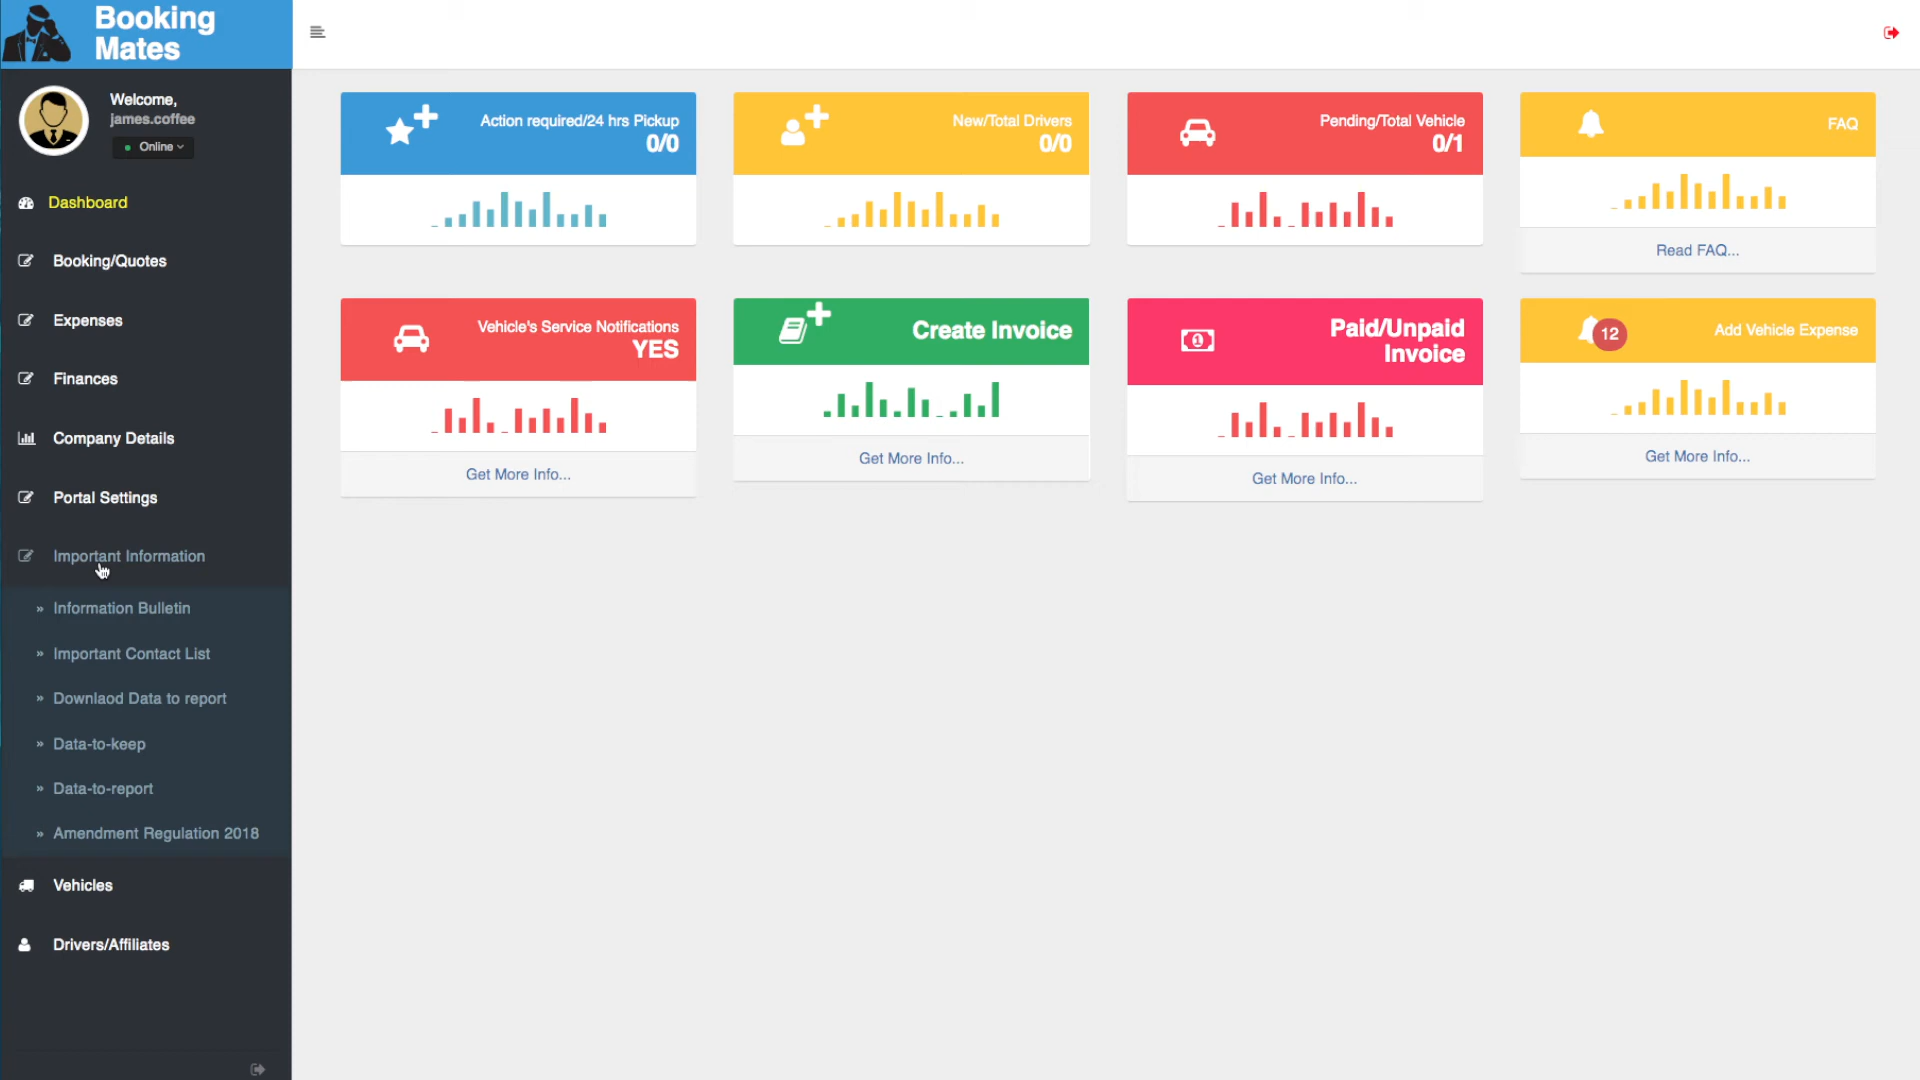 Booking
Mates
Welcome,
james.coffee
Online
Dashboard
Booking/Quotes
Expenses
Finances
Company Details
Portal Settings
Important Information
» Information Bulletin
» Important Contact List
» Downlaod Data to report
» Data-to-keep
» Data-to-report
» Amendment Regulation 2018
Vehicles
Drivers/Affiliates
Action required/24 hrs Pickup
0/0
New/Total Drivers
0/0
Pending/Total Vehicle
0/1
FAQ
Read FAQ...
Vehicle's Service Notifications
YES
Get More Info...
Create Invoice
Get More Info...
Paid/Unpaid
Invoice
Get More Info...
12
Add Vehicle Expense
Get More Info...